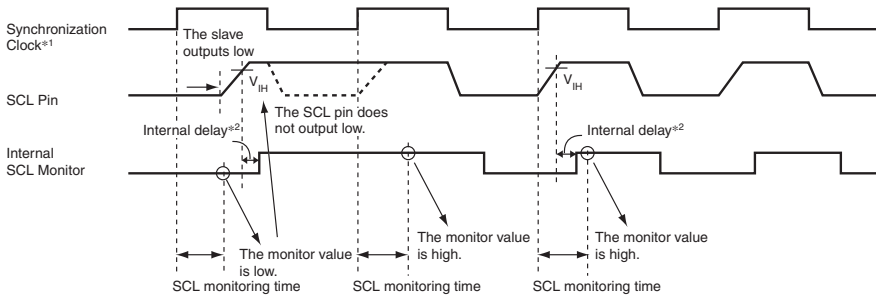 Synchronization
Clock*1
The slave
outputs low
SCL Pin
VIH
The SCL pin does
not output low.
VIH
Internal delay*2
Internal delay*2
Internal
SCL Monitor
The monitor value
is low.
The monitor value
is high.
The monitor value
is high.
SCL monitoring time
SCL monitoring time
SCL monitoring time